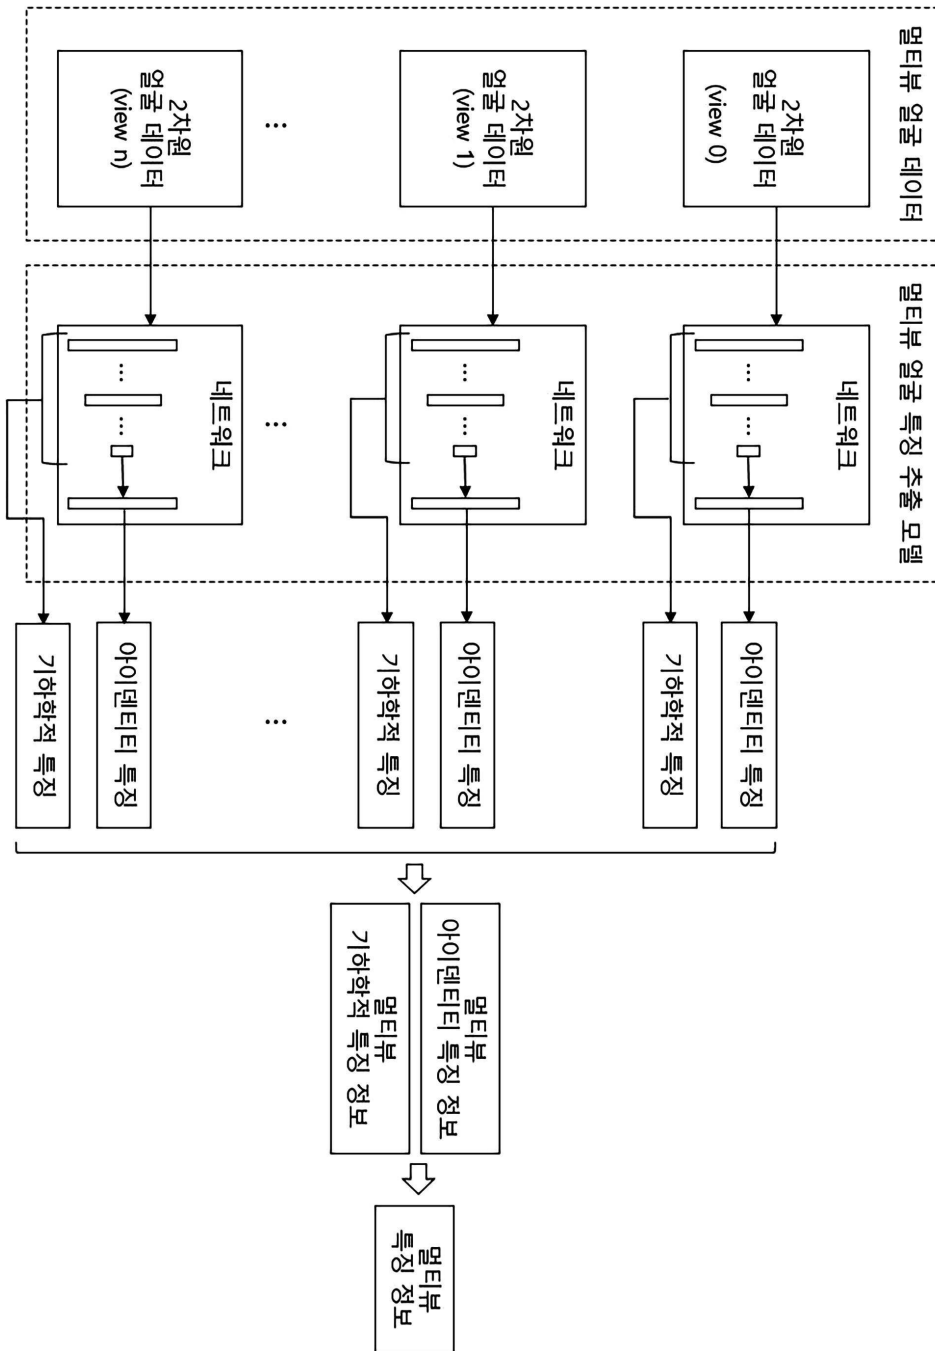 멀티뷰 얼굴 데이터
2차원
얼굴 데이터
(view 0)
2차원
얼굴 데이터
(view 1)
...
2차원
얼굴 데이터
(view n)
멀티뷰 얼굴 특징 추출 모델
네트워크
...
...
네트워크
...
...
...
네트워크
...
...
아이덴티티 특징
기하학적 특징
아이덴티티 특징
기하학적 특징
...
아이덴티티 특징
기하학적 특징
멀티뷰
아이덴티티 특징 정보
멀티뷰
기하학적 특징 정보
멀티뷰
특징 정보